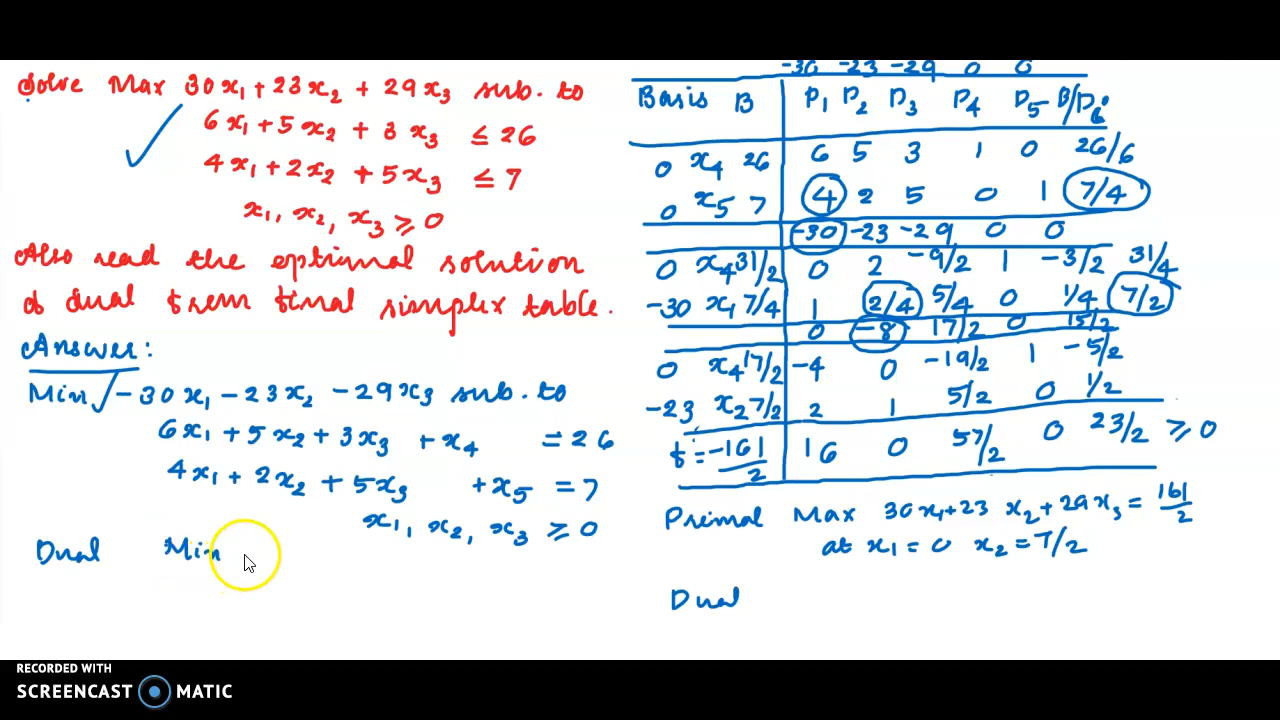 Solve Max 30x₁ + 23x₂ + 29x₃ sub. to
6x₁ + 5x₂ + 3x₃ ≤ 26
4x₁ + 2x₂ + 5x₃ ≤ 7
x₁, x₂, x₃ ≥ 0
Also read the optimal solution
of dual from final simplex table.
Answer:
Min -30x₁ - 23x₂ - 29x₃ sub. to
6x₁ + 5x₂ + 3x₃ + x₄ = 26
4x₁ + 2x₂ + 5x₃ + x₅ = 7
x₁, x₂, x₃ ≥ 0
Dual Min
-30 -23 -29 0 0
Basis B P₁ P₂ P₃ P₄ P₅ B/Pᵢ
0 x₄ 26 6 5 3 1 0 26/6
0 x₅ 7 4 2 5 0 1 7/4
-30 -23 -29 0 0
0 x₄ 31/2 0 2 -9/2 1 -3/2 31/4
-30 x₁ 7/4 1 2/4 5/4 0 1/4 7/2
0 -8 17/2 0 15/2
0 x₄ 17/2 -4 0 -19/2 1 -5/2
-23 x₂ 7/2 2 1 5/2 0 1/2
f = -161/2 16 0 57/2 0 23/2 ≥ 0
Primal Max 30x₁+23 x₂+29x₃ = 161/2
at x₁ = 0 x₂ = 7/2
Dual
RECORDED WITH
SCREENCAST MATIC